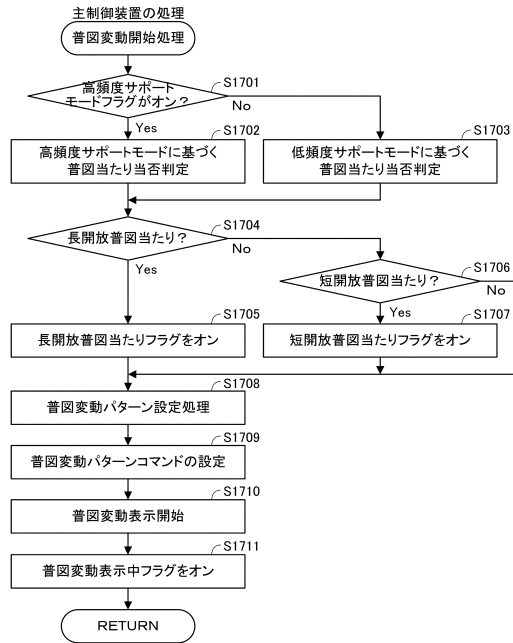 主制御装置の処理
普図変動開始処理
S1701
高頻度サポート
モードフラグがオン？
No
Yes
S1702
S1703
高頻度サポートモードに基づく
普図当たり当否判定
低頻度サポートモードに基づく
普図当たり当否判定
S1704
長開放普図当たり？
No
Yes
S1706
短開放普図当たり？
No
Yes
S1705
S1707
長開放普図当たりフラグをオン
短開放普図当たりフラグをオン
S1708
普図変動パターン設定処理
S1709
普図変動パターンコマンドの設定
S1710
普図変動表示開始
S1711
普図変動表示中フラグをオン
RETURN